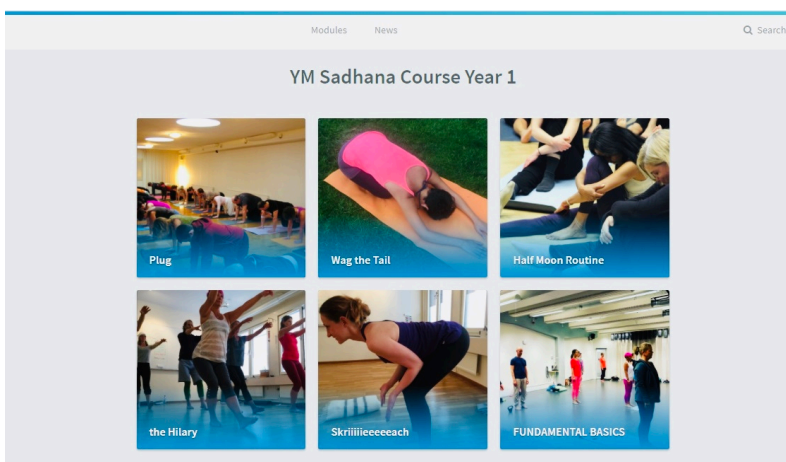 Modules
News
Search
YM Sadhana Course Year 1
Plug
Wag the Tail
Half Moon Routine
the Hilary
Skriiiiieeeeeach
FUNDAMENTAL BASICS